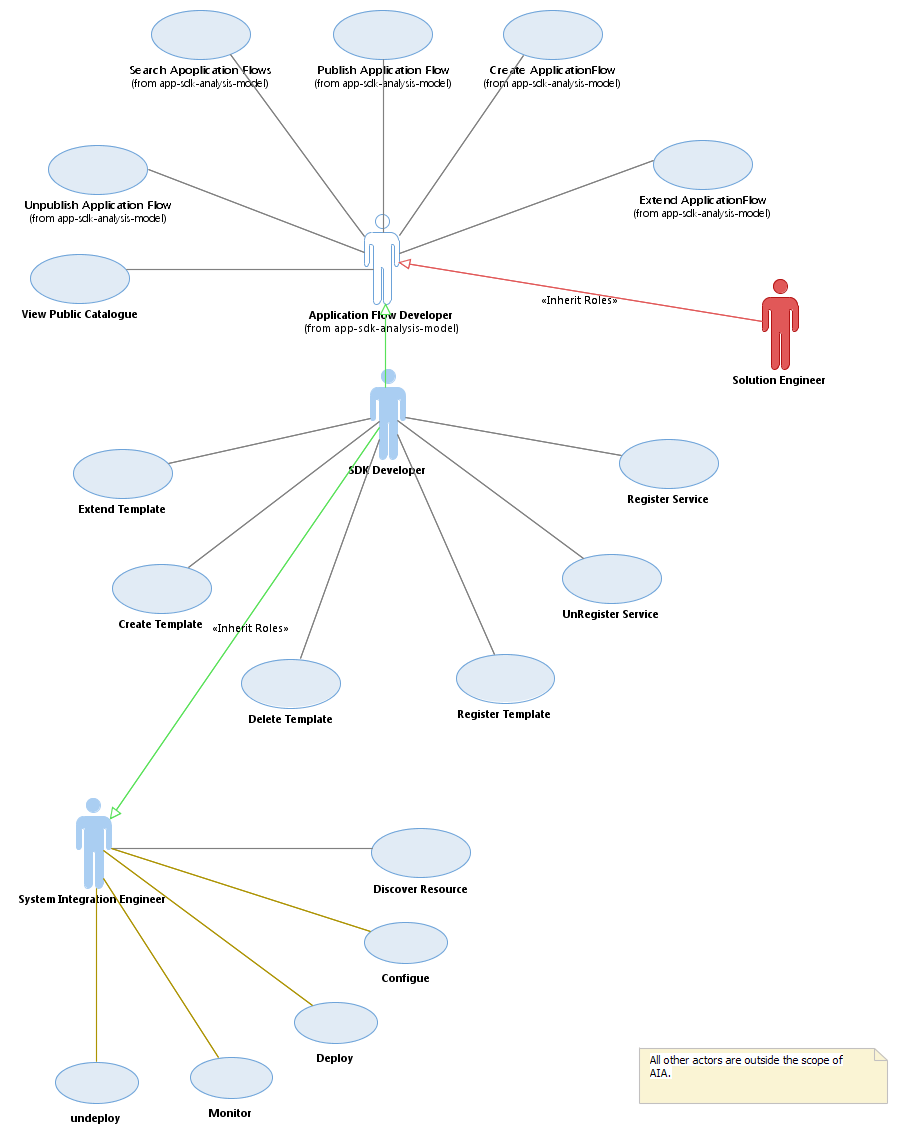 Search Apoplication Flows
(from app-sdk-analysis-model)
Publish Application Flow
(from app-sdk-analysis-model)
Create ApplicationFlow
(from app-sdk-analysis-model)
Unpublish Application Flow
(from app-sdk-analysis-model)
Extend ApplicationFlow
(from app-sdk-analysis-model)
View Public Catalogue
Application Flow Developer
(from app-sdk-analysis-model)
«Inherit Roles»
Solution Engineer
SDK Developer
Extend Template
Register Service
Create Template
«Inherit Roles»
UnRegister Service
Delete Template
Register Template
System Integration Engineer
Discover Resource
Configue
Deploy
Monitor
undeploy
All other actors are outside the scope of
AIA.